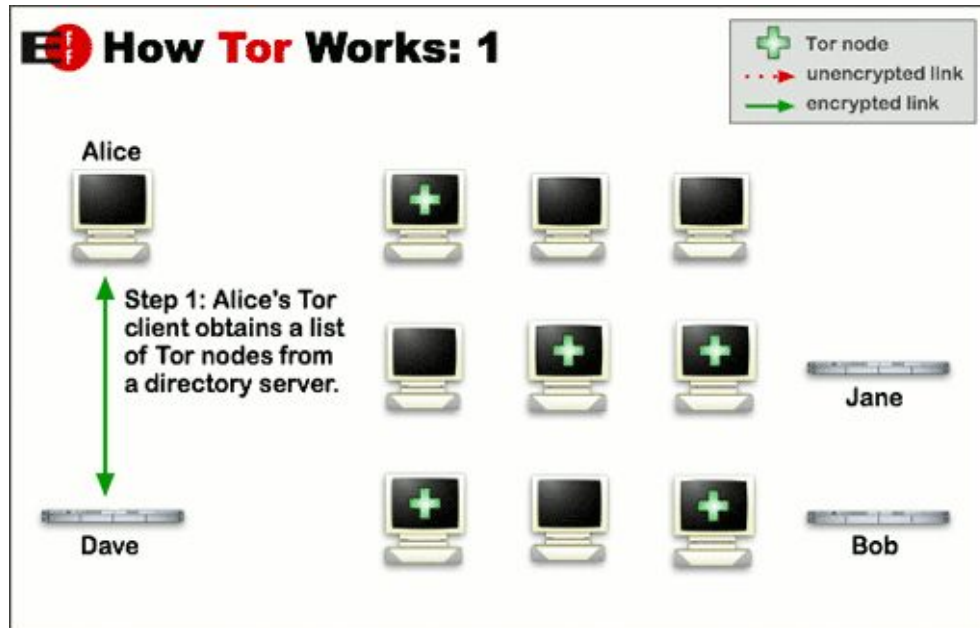 EFF How Tor Works: 1
Tor node
unencrypted link
encrypted link
Alice
Step 1: Alice's Tor
client obtains a list
of Tor nodes from
a directory server.
Jane
Dave
Bob